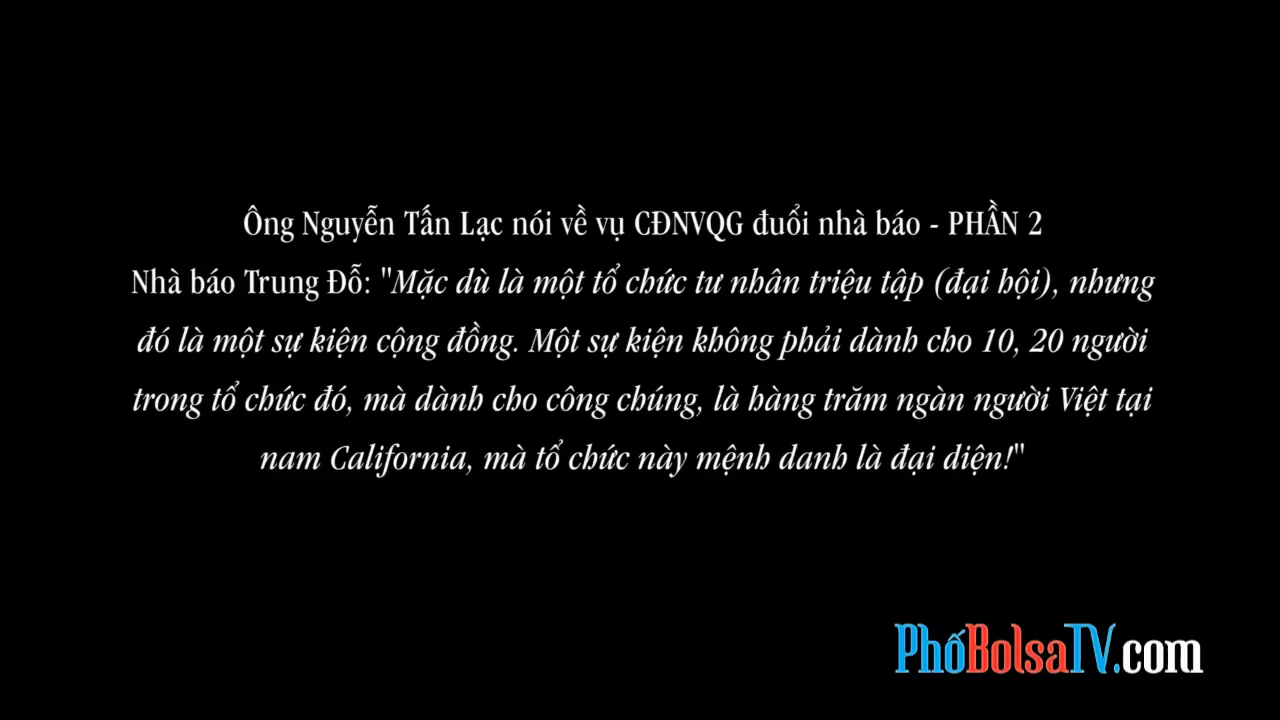 Ông Nguyễn Tấn Lạc nói về vụ CĐNVQG đuổi nhà báo - PHẦN 2
Nhà báo Trung Đỗ: "Mặc dù là một tổ chức tư nhân triệu tập (đại hội), nhưng
đó là một sự kiện cộng đồng. Một sự kiện không phải dành cho 10, 20 người
trong tổ chức đó, mà dành cho công chúng, là hàng trăm ngàn người Việt tại
nam California, mà tổ chức này mệnh danh là đại diện!"
PhốBolsaTV.com